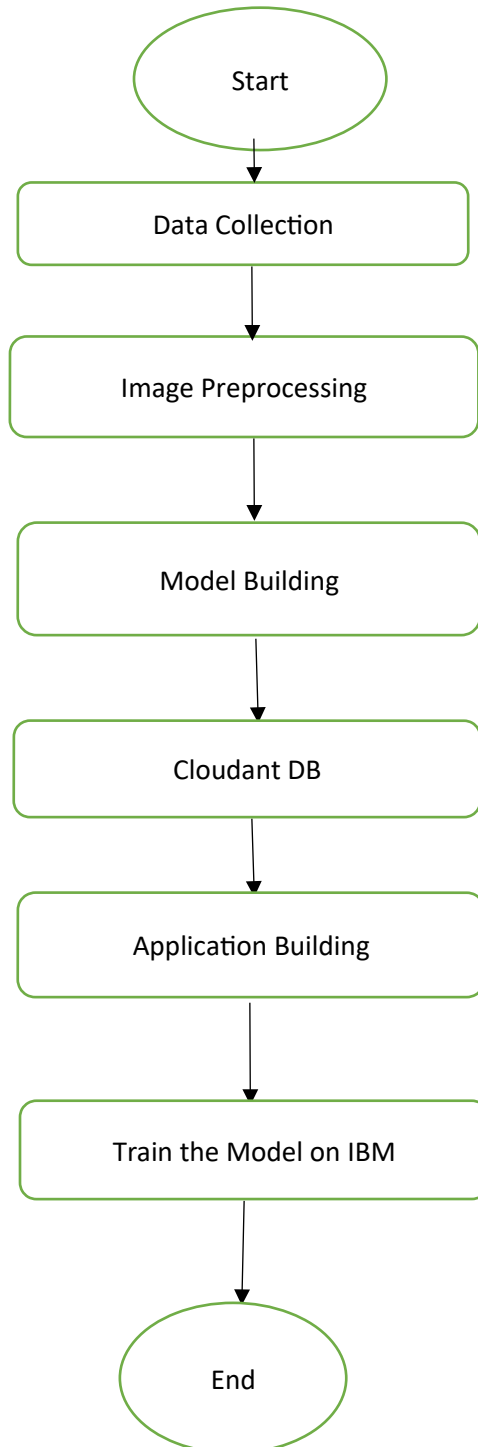 Start
Data Collection
Image Preprocessing
Model Building
Cloudant DB
Application Building
Train the Model on IBM
End